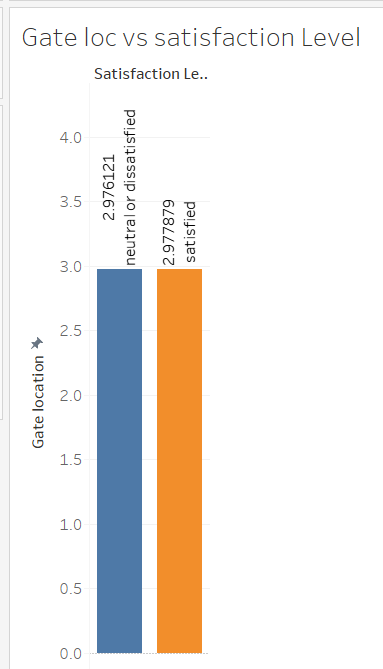 Gate loc vs satisfaction Level
Satisfaction Le..
4.0
3.5
3.0
2.5
2.0
1.5
1.0
0.5
0.0
Gate location
2.976121
neutral or dissatisfied
2.977879
satisfied